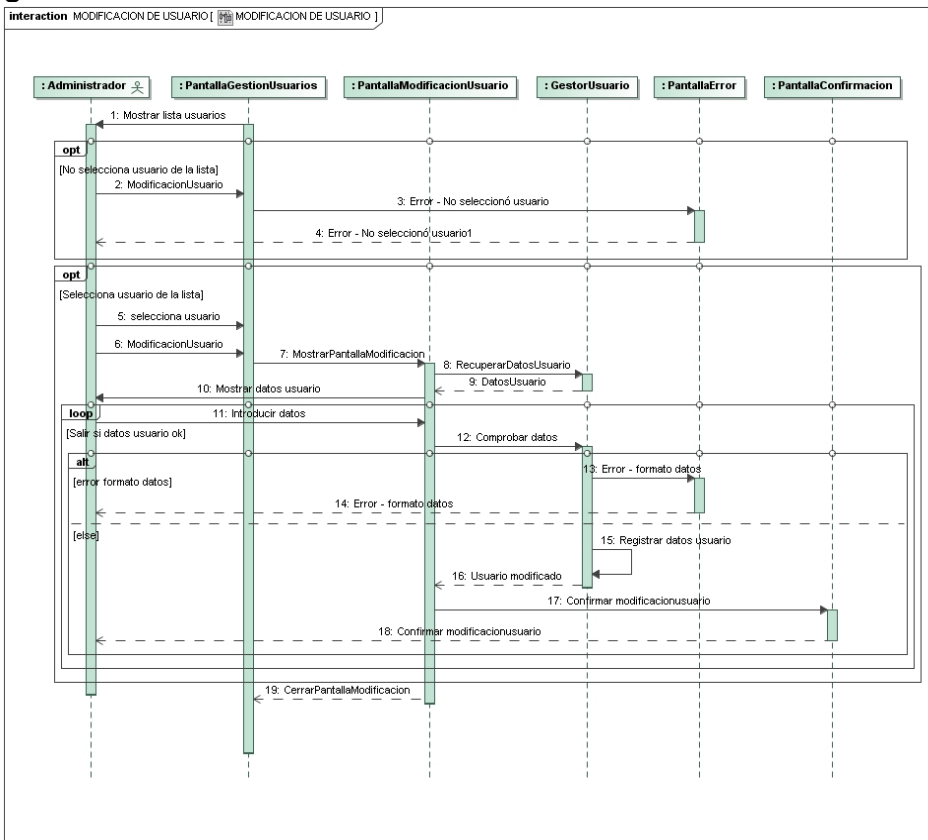 interaction MODIFICACION DE USUARIO [ MODIFICACION DE USUARIO ]
: Administrador
: PantallaGestionUsuarios
: PantallaModificacionUsuario
: GestorUsuario
: PantallaError
: PantallaConfirmacion
1: Mostrar lista usuarios
opt
[No selecciona usuario de la lista]
2: ModificacionUsuario
3: Error - No seleccionó usuario
4: Error - No seleccionó usuario1
opt
[Selecciona usuario de la lista]
5: selecciona usuario
6: ModificacionUsuario
7: MostrarPantallaModificacion
8: RecuperarDatosUsuario
9: DatosUsuario
10: Mostrar datos usuario
loop
11: Introducir datos
[Salir si datos usuario ok]
12: Comprobar datos
alt
13: Error - formato datos
[error formato datos]
14: Error - formato datos
[else]
15: Registrar datos usuario
16: Usuario modificado
17: Confirmar modificacionusuario
18: Confirmar modificacionusuario
19: CerrarPantallaModificacion